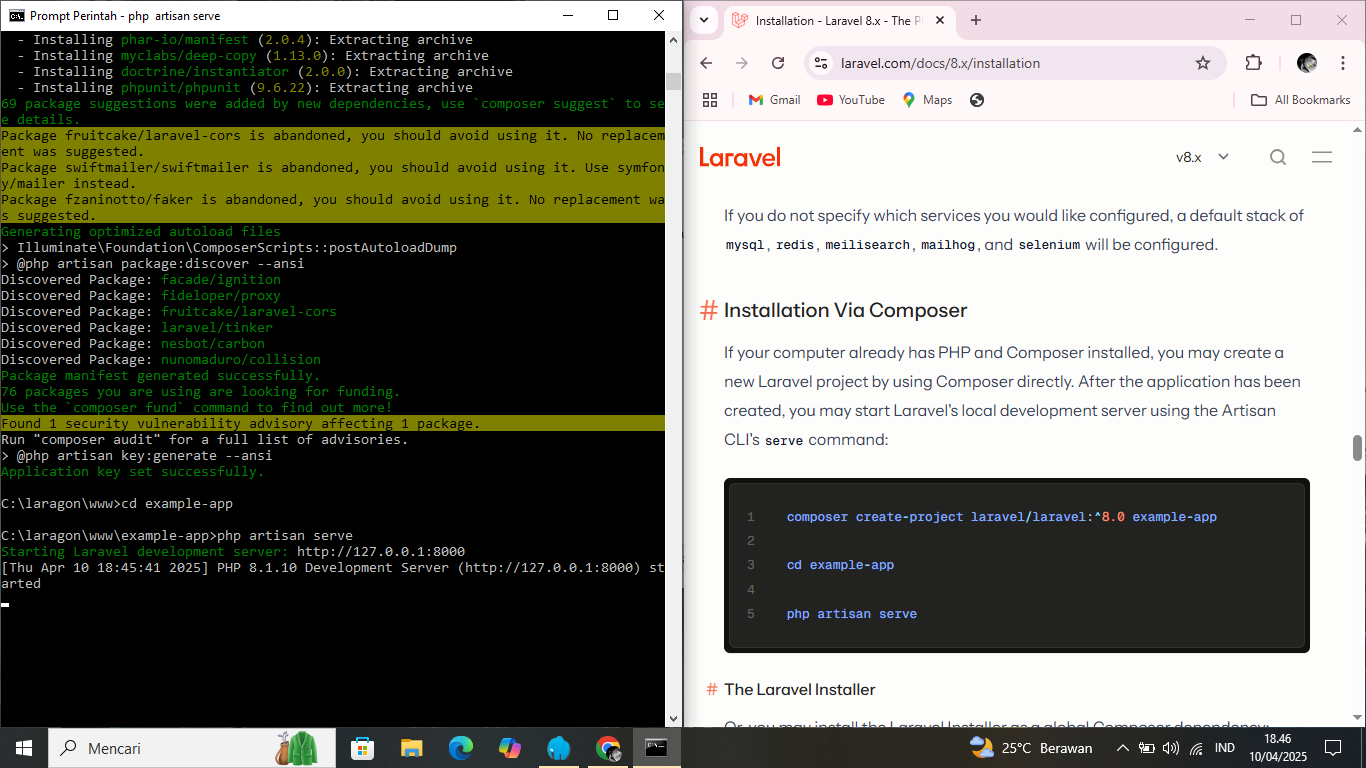 Prompt Perintah - php  artisan serve
- Installing phar-io/manifest (2.0.4): Extracting archive
- Installing myclabs/deep-copy (1.13.0): Extracting archive
- Installing doctrine/instantiator (2.0.0): Extracting archive
- Installing phpunit/phpunit (9.6.22): Extracting archive
69 package suggestions were added by new dependencies, use `composer suggest` to se
e details.
Package fruitcake/laravel-cors is abandoned, you should avoid using it. No replacem
ent was suggested.
Package swiftmailer/swiftmailer is abandoned, you should avoid using it. Use symfon
y/mailer instead.
Package fzaninotto/faker is abandoned, you should avoid using it. No replacement wa
s suggested.
Generating optimized autoload files
> Illuminate\Foundation\ComposerScripts::postAutoloadDump
> @php artisan package:discover --ansi
Discovered Package: facade/ignition
Discovered Package: fideloper/proxy
Discovered Package: fruitcake/laravel-cors
Discovered Package: laravel/tinker
Discovered Package: nesbot/carbon
Discovered Package: nunomaduro/collision
Package manifest generated successfully.
76 packages you are using are looking for funding.
Use the `composer fund` command to find out more!
Found 1 security vulnerability advisory affecting 1 package.
Run "composer audit" for a full list of advisories.
> @php artisan key:generate --ansi
Application key set successfully.
C:\laragon\www>cd example-app
C:\laragon\www\example-app>php artisan serve
Starting Laravel development server: http://127.0.0.1:8000
[Thu Apr 10 18:45:41 2025] PHP 8.1.10 Development Server (http://127.0.0.1:8000) st
arted
Installation - Laravel 8.x - The P
laravel.com/docs/8.x/installation
Gmail
YouTube
Maps
All Bookmarks
Laravel
v8.x
If you do not specify which services you would like configured, a default stack of
mysql, redis, meilisearch, mailhog, and selenium will be configured.
# Installation Via Composer
If your computer already has PHP and Composer installed, you may create a
new Laravel project by using Composer directly. After the application has been
created, you may start Laravel's local development server using the Artisan
CLI's serve command:
1 composer create-project laravel/laravel:^8.0 example-app
2
3 cd example-app
4
5 php artisan serve
# The Laravel Installer
Or, you may install the Laravel Installer as a global Composer dependency:
Mencari
25°C Berawan
IND
18.46
10/04/2025